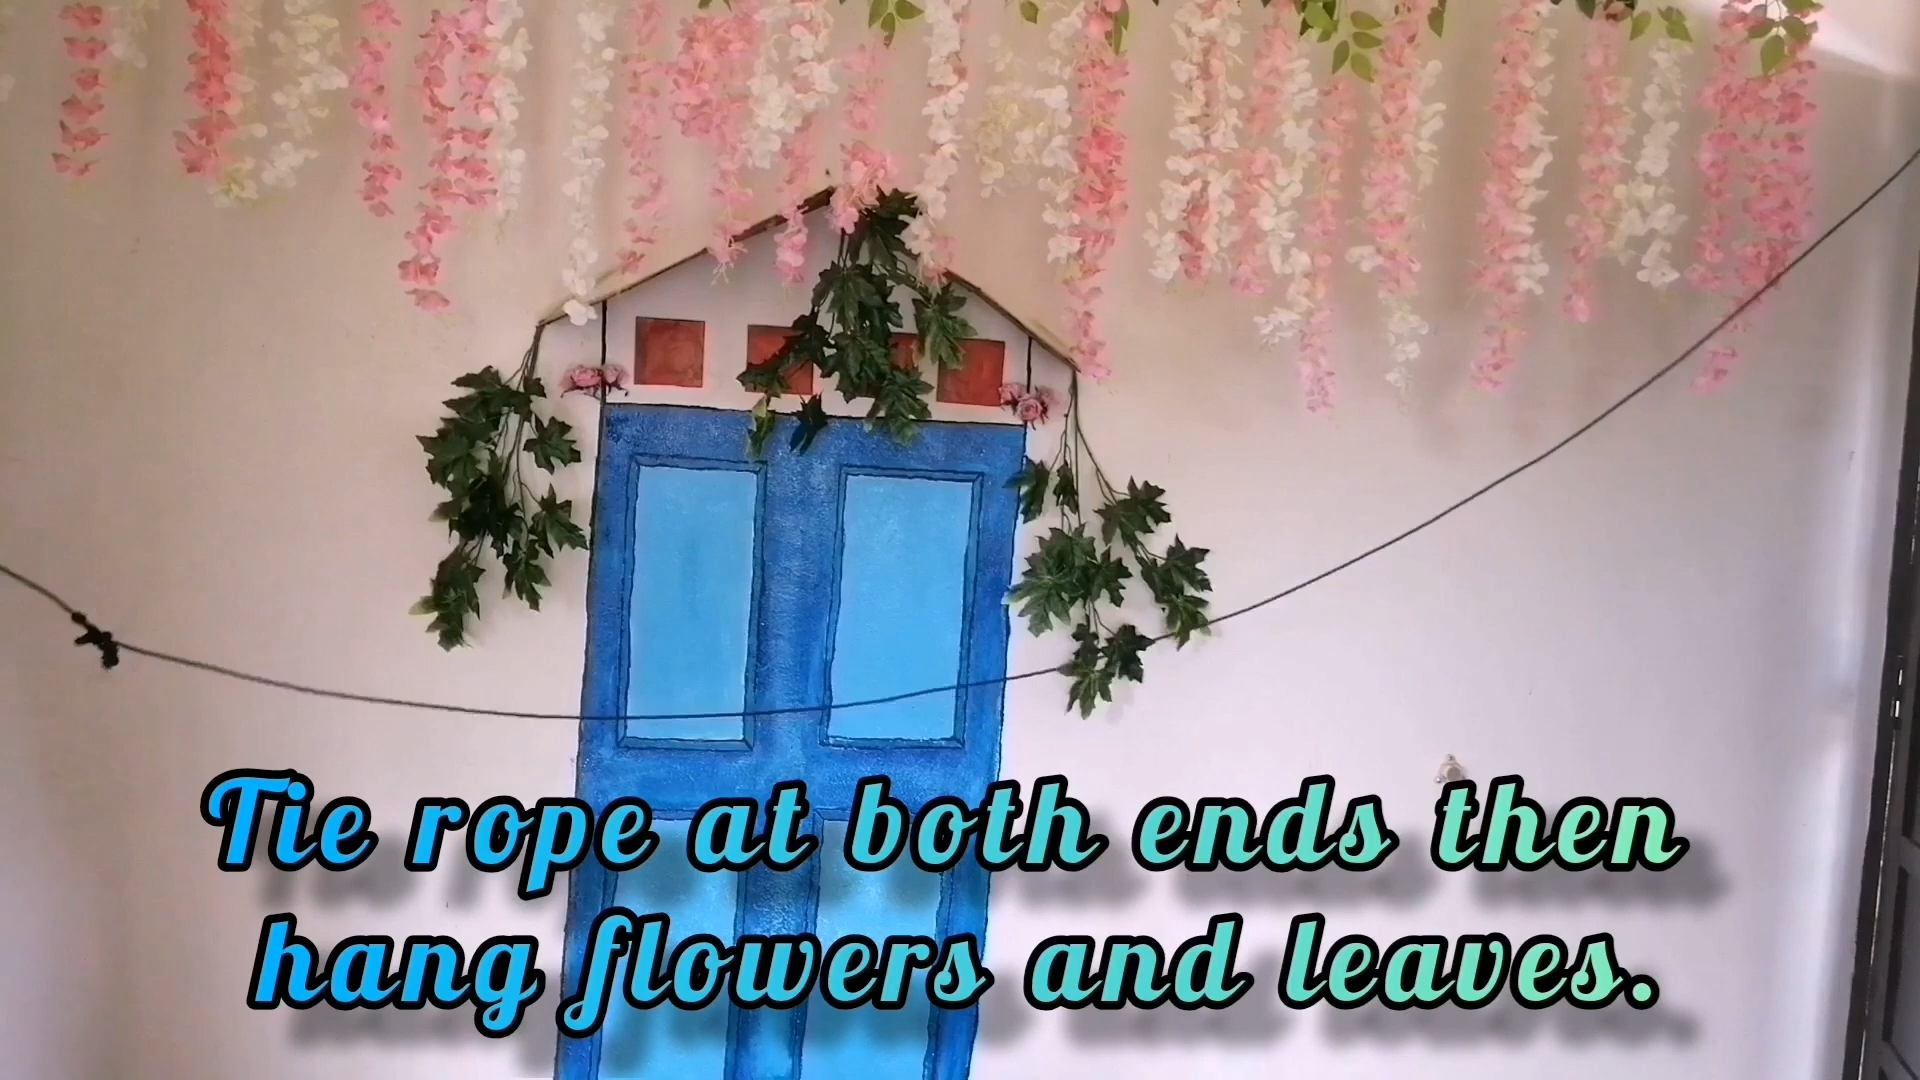 Tie rope at both ends then
hang flowers and leaves.